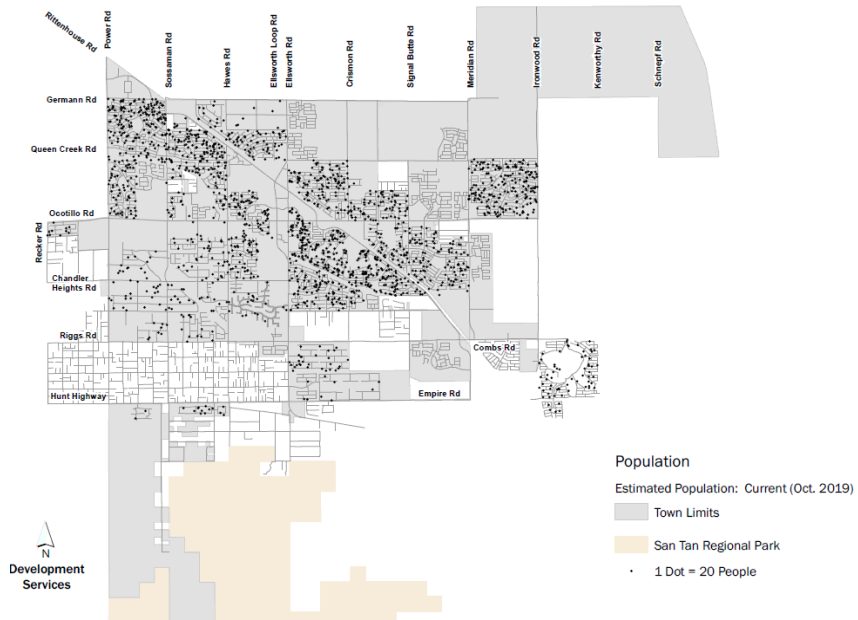 Rittenhouse Rd
Power Rd
Sossaman Rd
Hawes Rd
Ellsworth Loop Rd
Ellsworth Rd
Crismon Rd
Signal Butte Rd
Meridian Rd
Ironwood Rd
Kenworthy Rd
Schnepf Rd
Germann Rd
Queen Creek Rd
Ocotillo Rd
Recker Rd
Chandler
Heights Rd
Riggs Rd
Combs Rd
Hunt Highway
Empire Rd
Population
Estimated Population: Current (Oct. 2019)
Town Limits
San Tan Regional Park
1 Dot = 20 People
N
Development
Services